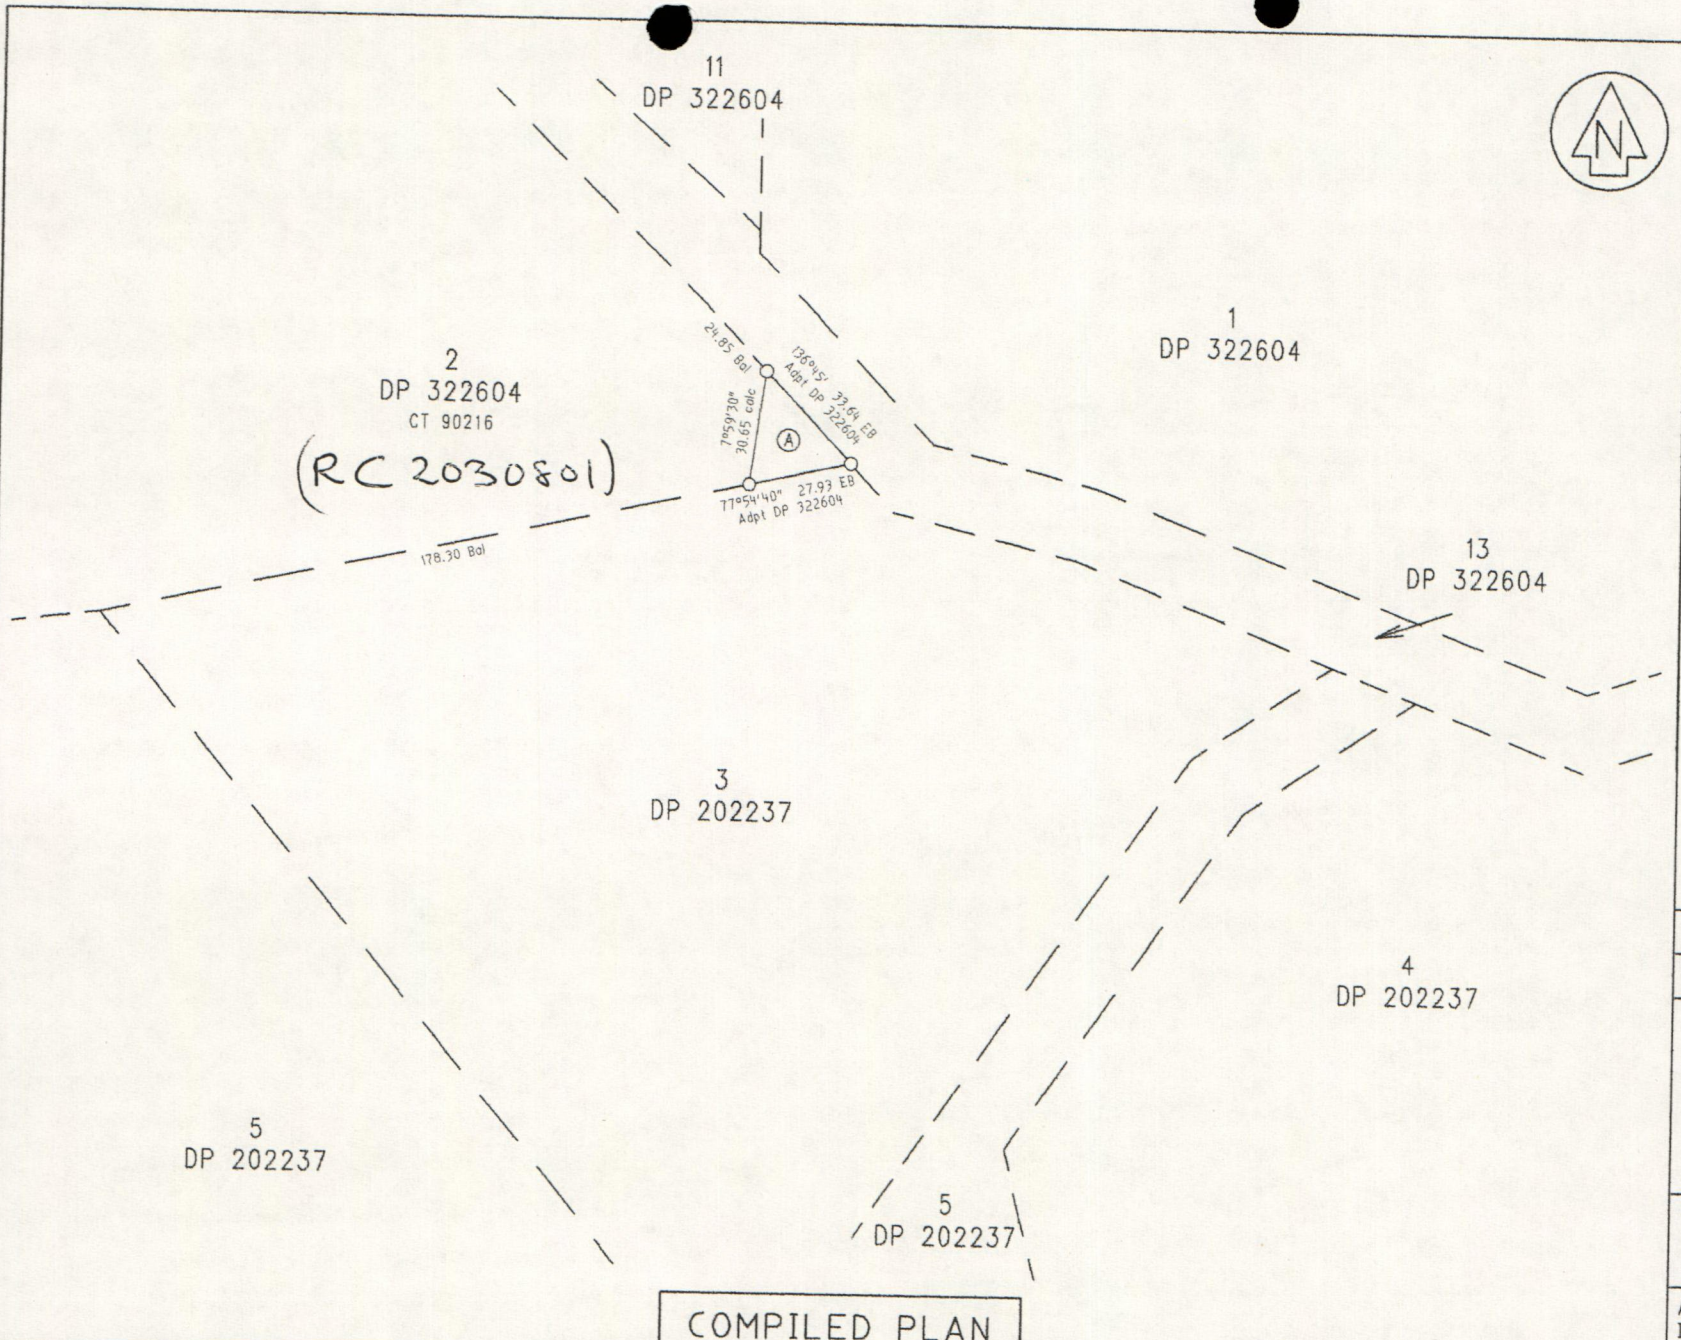 11
DP 322604
N
1
DP 322604
2
DP 322604
CT 90216
(RC 2030801)
24.85 Bal
136°45' 33.64 EB
Adpt DP 322604
7°59'30"
30.65 calc
A
77°54'40" 27.93 EB
Adpt DP 322604
178.30 Bal
13
DP 322604
3
DP 202237
4
DP 202237
5
DP 202237
5
DP 202237
COMPILED PLAN